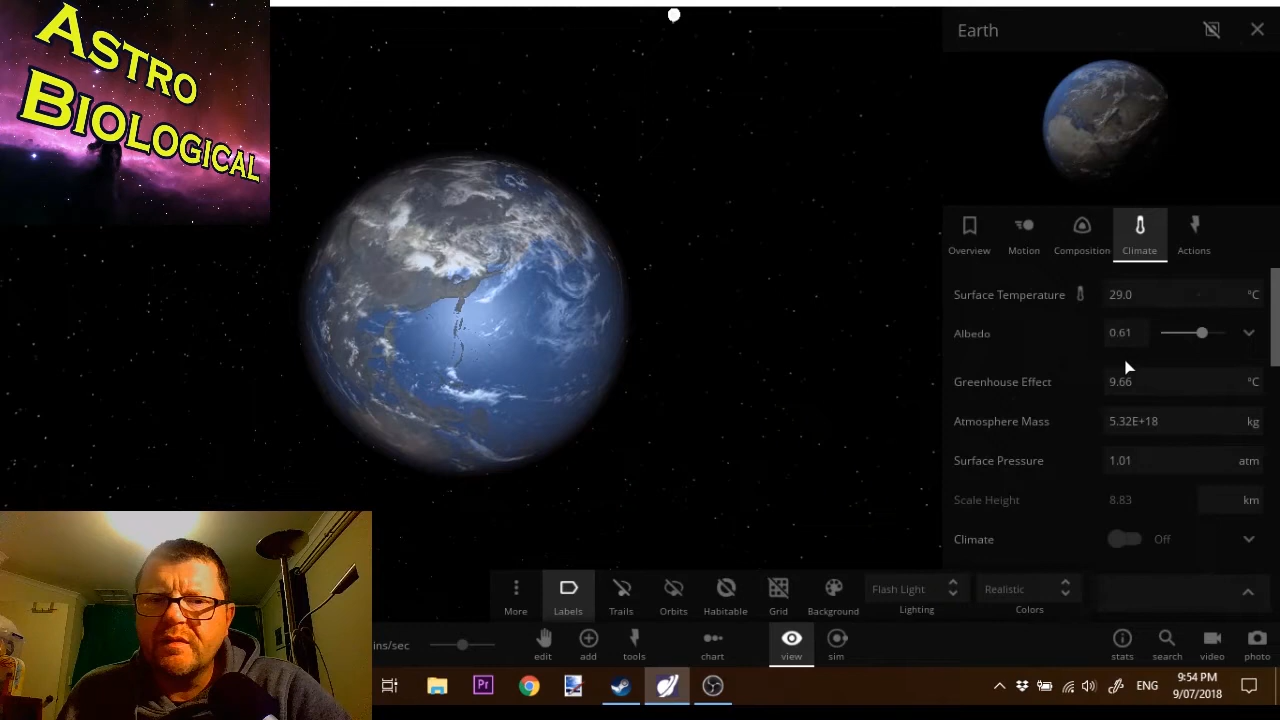 ASTRO
BIOLOGICAL
Earth
Overview Motion Composition Climate Actions
Surface Temperature 29.0 °C
Albedo 0.61
Greenhouse Effect 9.66 °C
Atmosphere Mass 5.32E+18 kg
Surface Pressure 1.01 atm
Scale Height 8.83 km
Climate Off
More Labels Trails Orbits Habitable Grid Background
Flash Light
Lighting
Realistic
Colors
ns/sec
edit add tools chart view sim stats search video photo
Pr
ENG
9:54 PM
9/07/2018